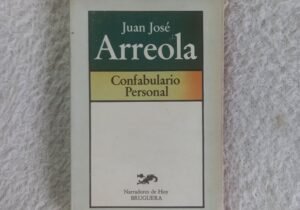 Juan José
Arreola
Confabulario
Personal
Narradores de Hoy
BRUGUERA